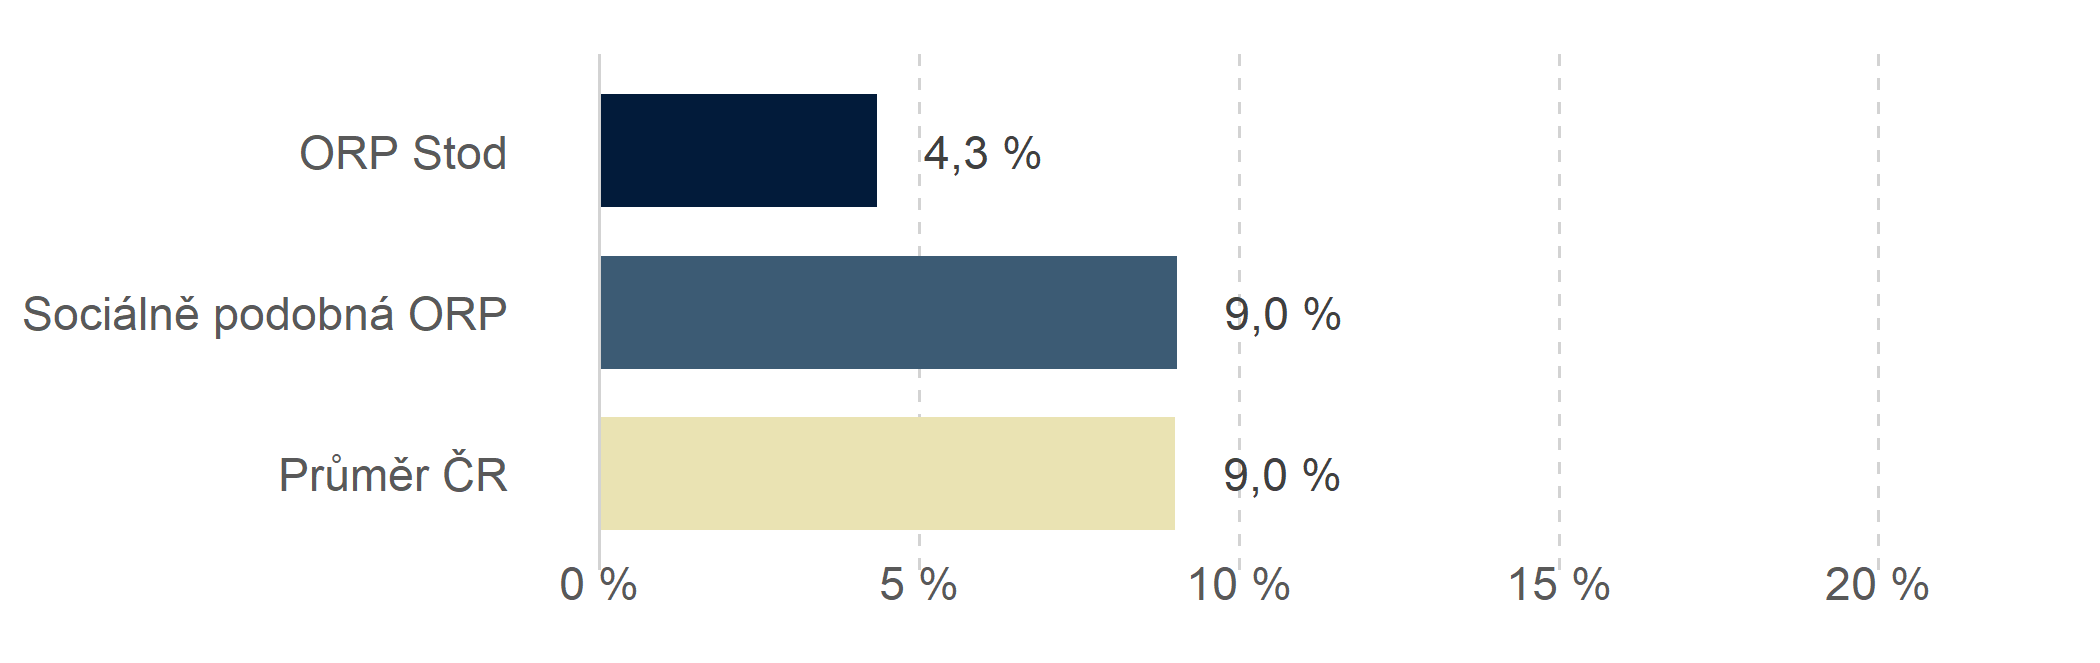 ORP Stod 4,3 %
Sociálně podobná ORP 9,0 %
Průměr ČR 9,0 %
0 % 5 % 10 % 15 % 20 %